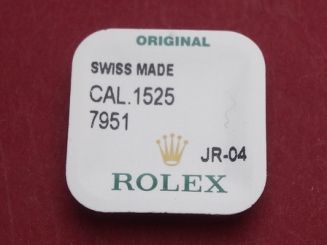 ORIGINAL
SWISS MADE
CAL.1525
7951
JR-04
ROLEX